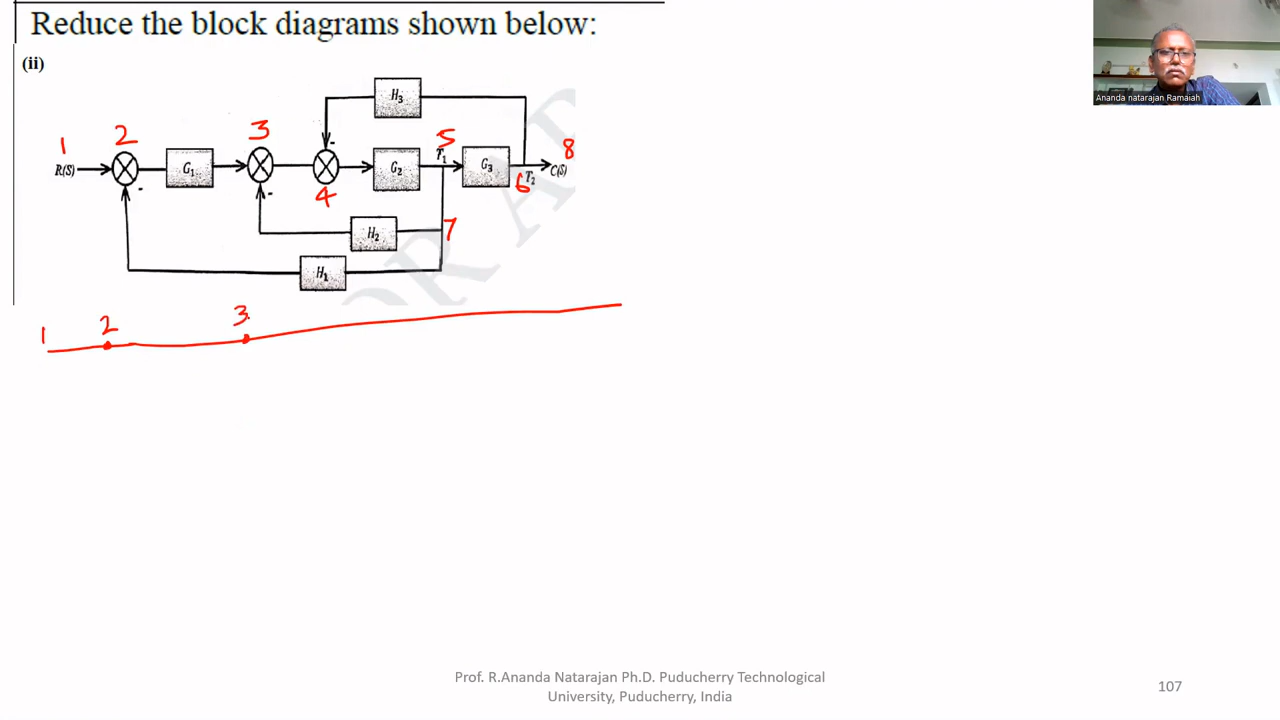 Reduce the block diagrams shown below:
(ii)
H₃
1 2 3 5 8
R(S) G₁ - G₂ T₁ G₃ C(S)
- - 4 6 T₂
H₂ 7
H₁
1 2 3
Ananda natarajan Ramaiah
Prof. R.Ananda Natarajan Ph.D. Puducherry Technological
University, Puducherry, India
107